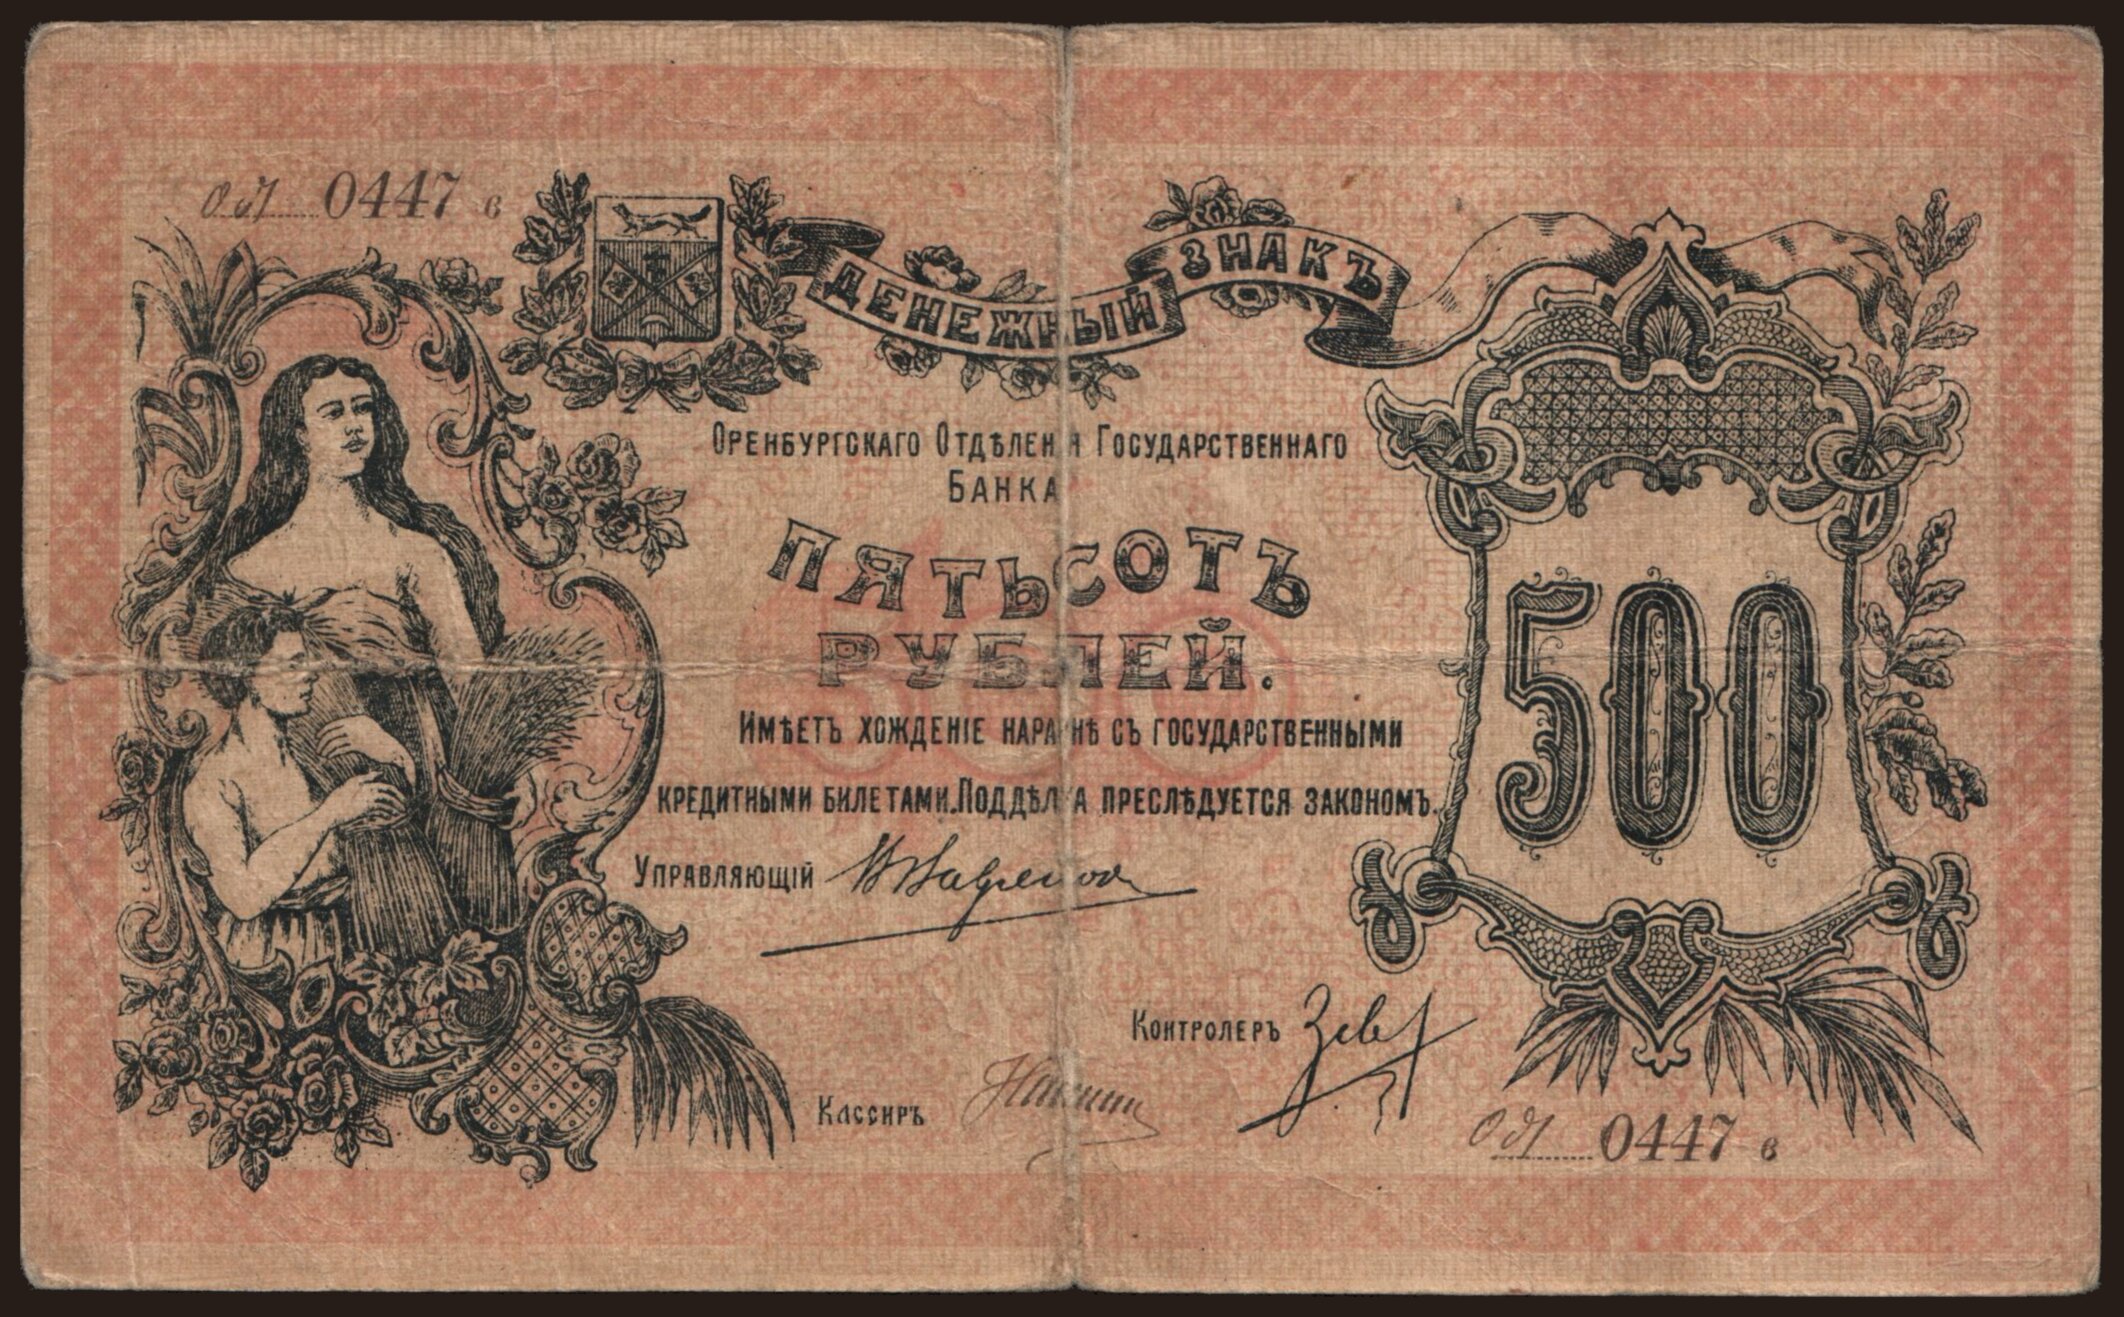 0447 в
ДЕНЕЖНЫЙ ЗНАКЪ
ОРЕНБУРГСКАГО ОТДѢЛЕНІЯ ГОСУДАРСТВЕННАГО
БАНКА
ПЯТЬСОТЪ
РУБЛЕЙ.
500
ИМѢЕТЪ ХОЖДЕНІЕ НАРАВНѢ СЪ ГОСУДАРСТВЕННЫМИ
КРЕДИТНЫМИ БИЛЕТАМИ. ПОДДѢЛКА ПРЕСЛѢДУЕТСЯ ЗАКОНОМЪ.
УПРАВЛЯЮЩІЙ
КОНТРОЛЕРЪ
КАССИРЪ
0447 в